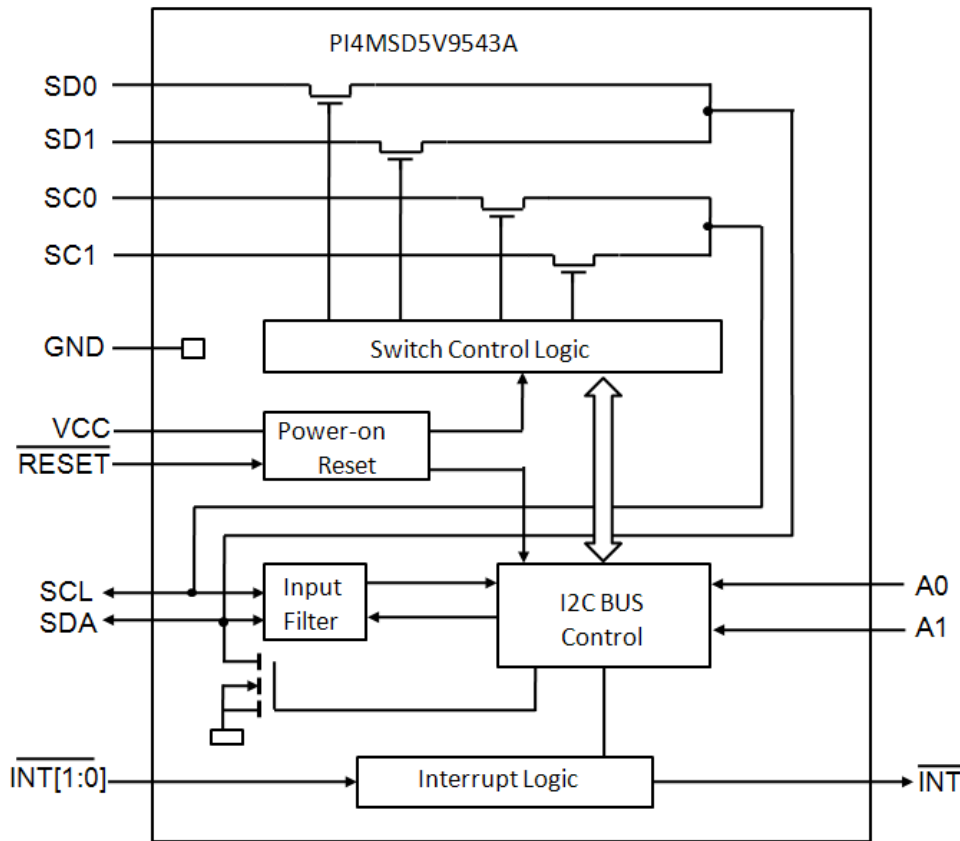 PI4MSD5V9543A
SD0
SD1
SC0
SC1
GND
Switch Control Logic
VCC
RESET
Power-on
Reset
SCL
SDA
Input
Filter
I2C BUS
Control
A0
A1
INT[1:0]
Interrupt Logic
INT